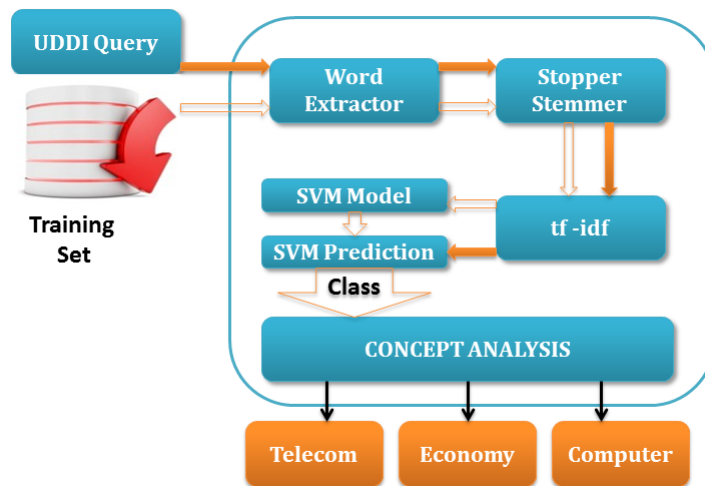 UDDI Query
Word
Extractor
Stopper
Stemmer
Training
Set
SVM Model
tf -idf
SVM Prediction
Class
CONCEPT ANALYSIS
Telecom
Economy
Computer